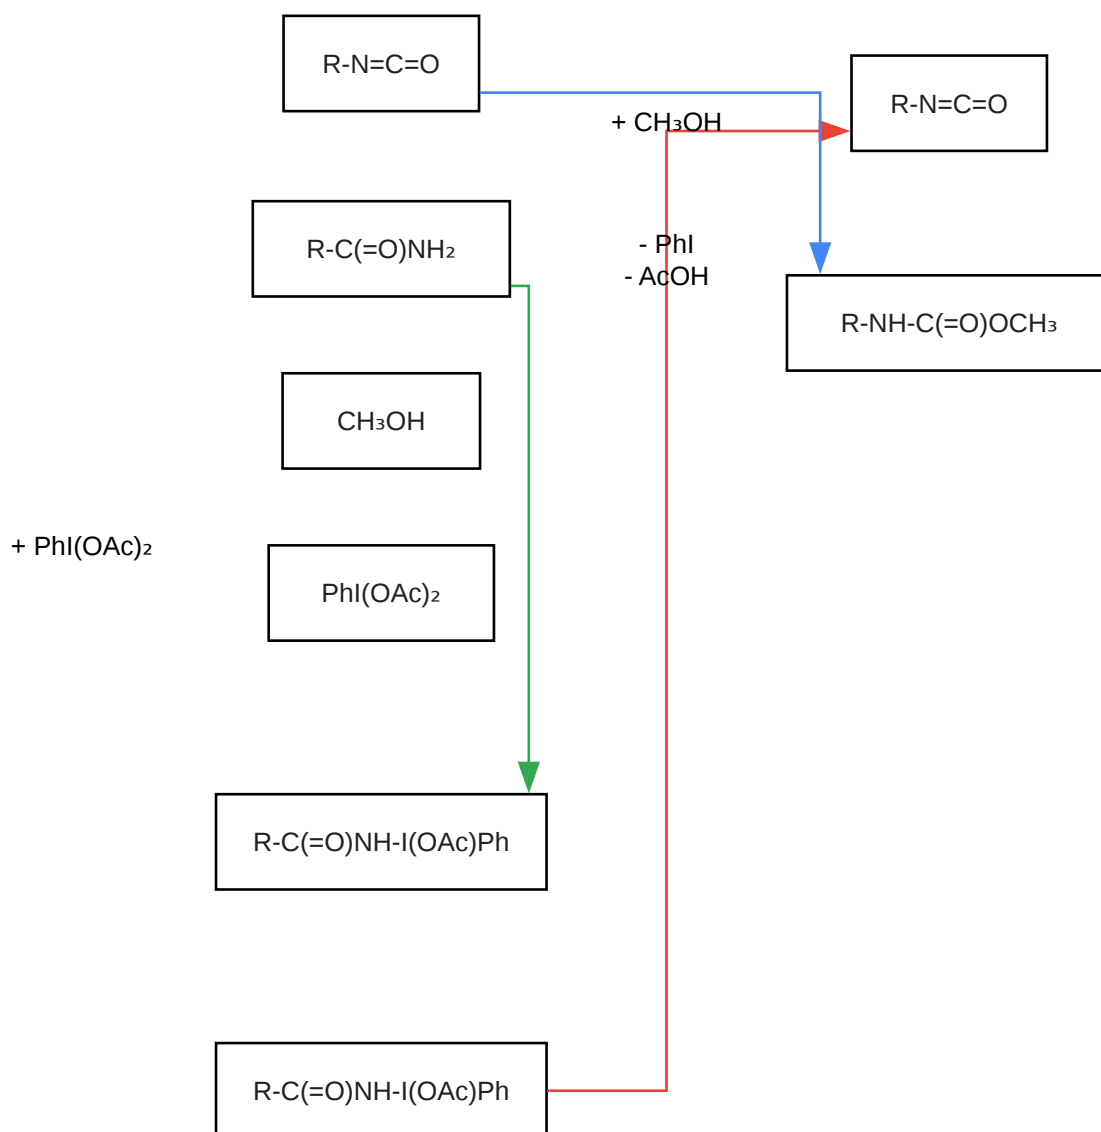 R-N=C=O
R-N=C=O
+ CH₃OH
R-C(=O)NH₂
- PhI
- AcOH
R-NH-C(=O)OCH₃
CH₃OH
+ PhI(OAc)₂
PhI(OAc)₂
R-C(=O)NH-I(OAc)Ph
R-C(=O)NH-I(OAc)Ph